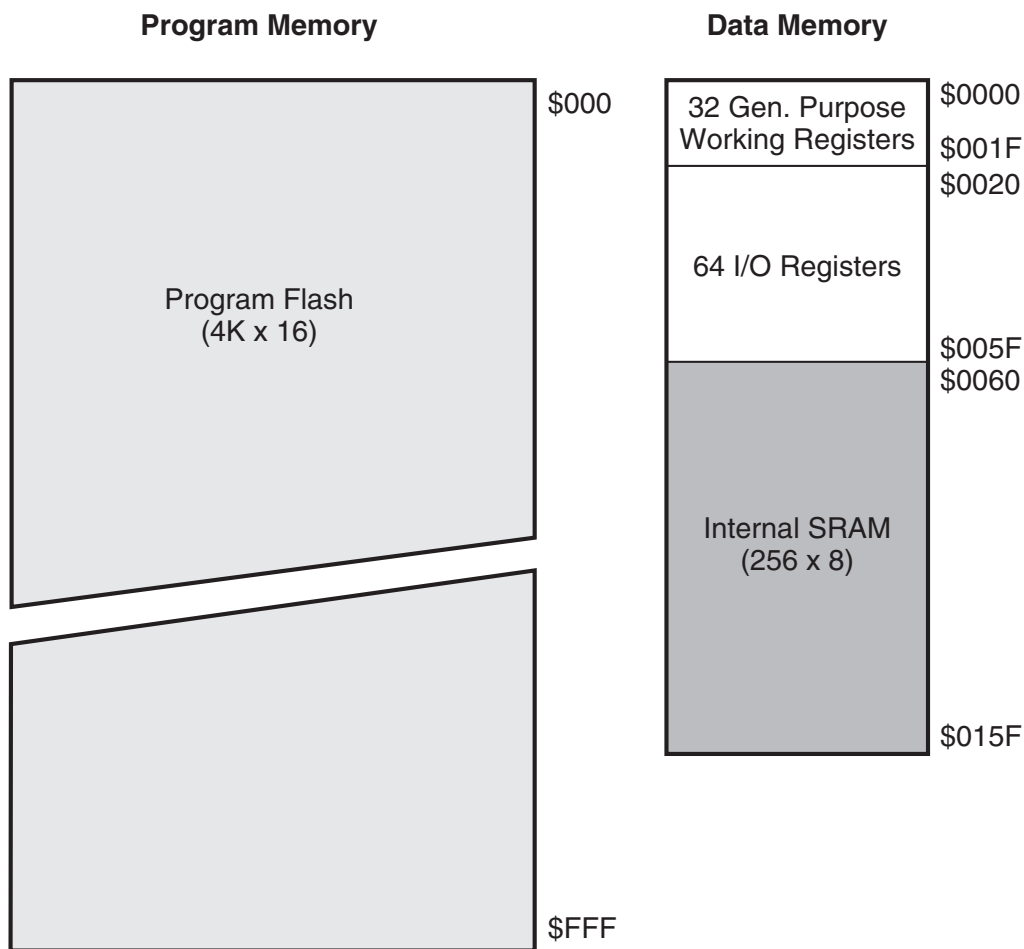 Program Memory
$000
Program Flash
(4K x 16)
$FFF
Data Memory
32 Gen. Purpose
Working Registers
$0000
$001F
$0020
64 I/O Registers
$005F
$0060
Internal SRAM
(256 x 8)
$015F